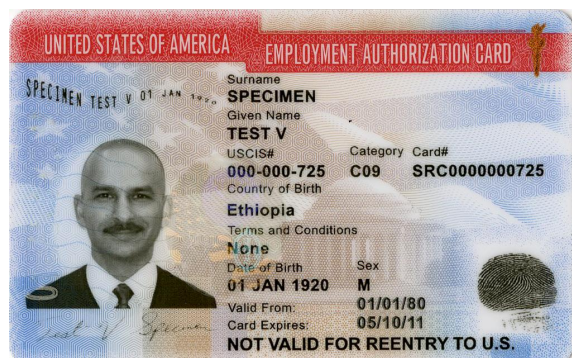 UNITED STATES OF AMERICA
EMPLOYMENT AUTHORIZATION CARD
SPECIMEN TEST V 01 JAN 1920
Surname
SPECIMEN
Given Name
TEST V
USCIS# Category Card#
000-000-725 C09 SRC0000000725
Country of Birth
Ethiopia
Terms and Conditions
None
Date of Birth Sex
01 JAN 1920 M
Valid From: 01/01/80
Card Expires: 05/10/11
NOT VALID FOR REENTRY TO U.S.
Test V Specimen